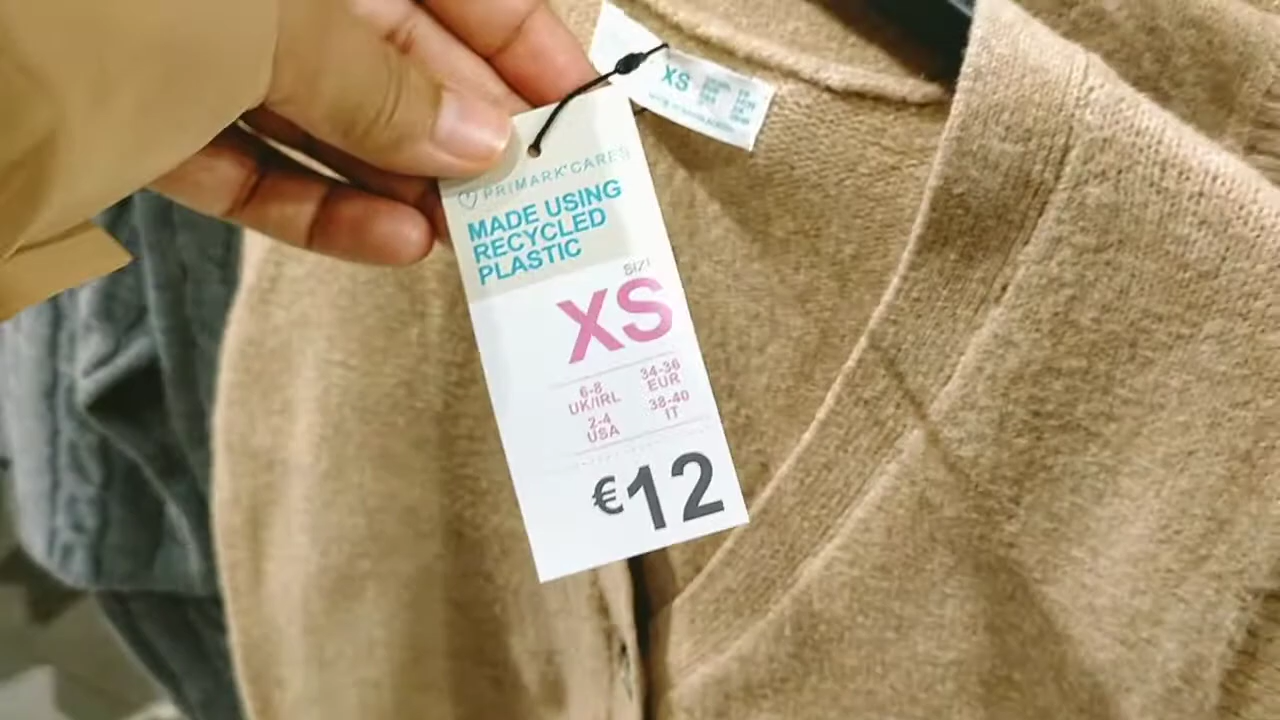 XS
PRIMARK CARES
MADE USING
RECYCLED
PLASTIC
SIZE
XS
6-8
UK/IRL
34-36
EUR
2-4
USA
38-40
IT
€12